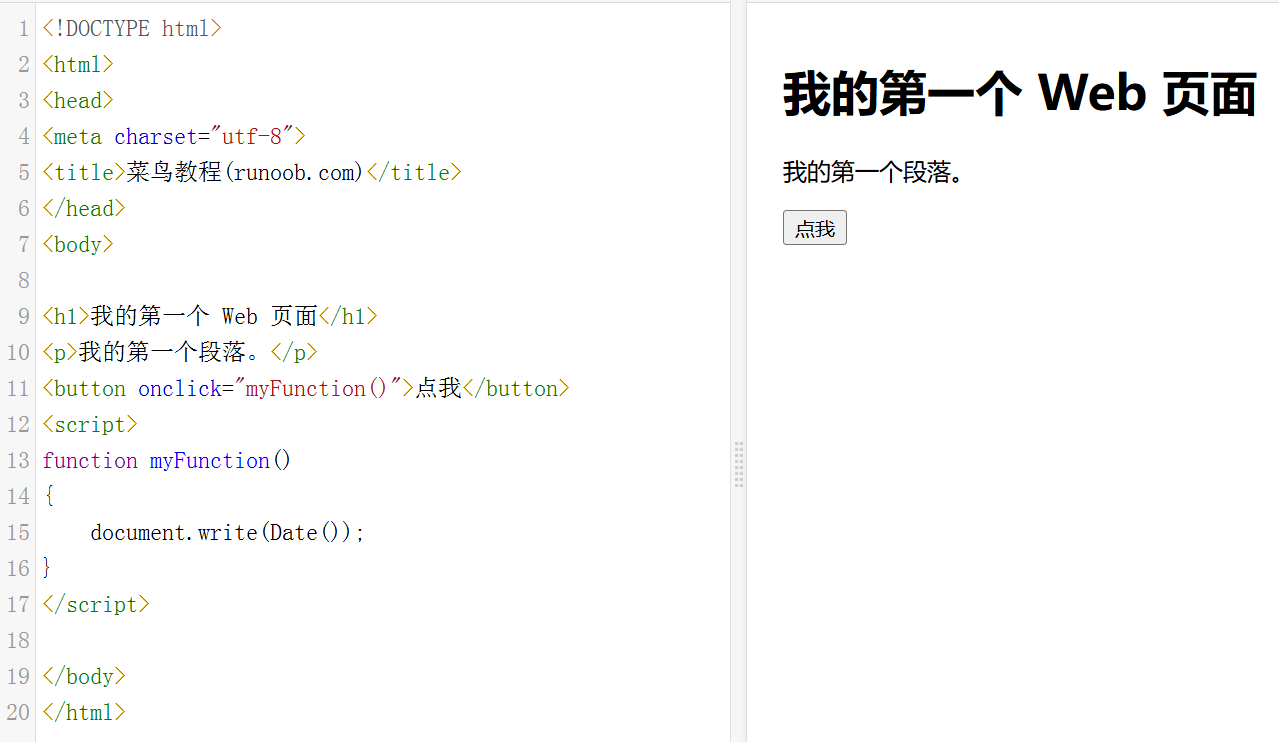 1 <!DOCTYPE html>
2 <html>
3 <head>
4 <meta charset="utf-8">
5 <title>菜鸟教程(runoob.com)</title>
6 </head>
7 <body>
8
9 <h1>我的第一个 Web 页面</h1>
10 <p>我的第一个段落。</p>
11 <button onclick="myFunction()">点我</button>
12 <script>
13 function myFunction()
14 {
15     document.write(Date());
16 }
17 </script>
18
19 </body>
20 </html>
我的第一个 Web 页面
我的第一个段落。
点我